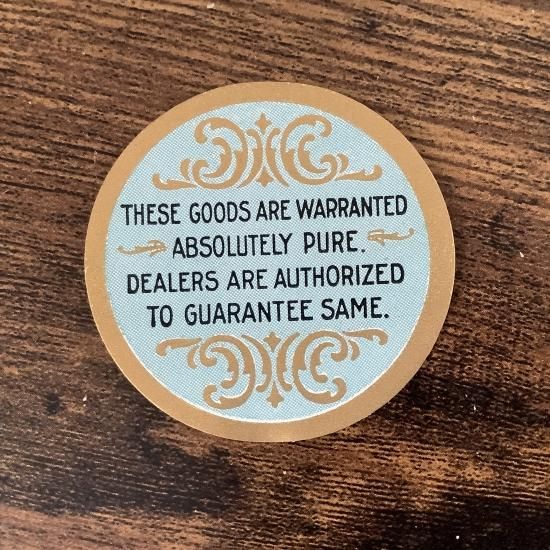 THESE GOODS ARE WARRANTED
ABSOLUTELY PURE.
DEALERS ARE AUTHORIZED
TO GUARANTEE SAME.